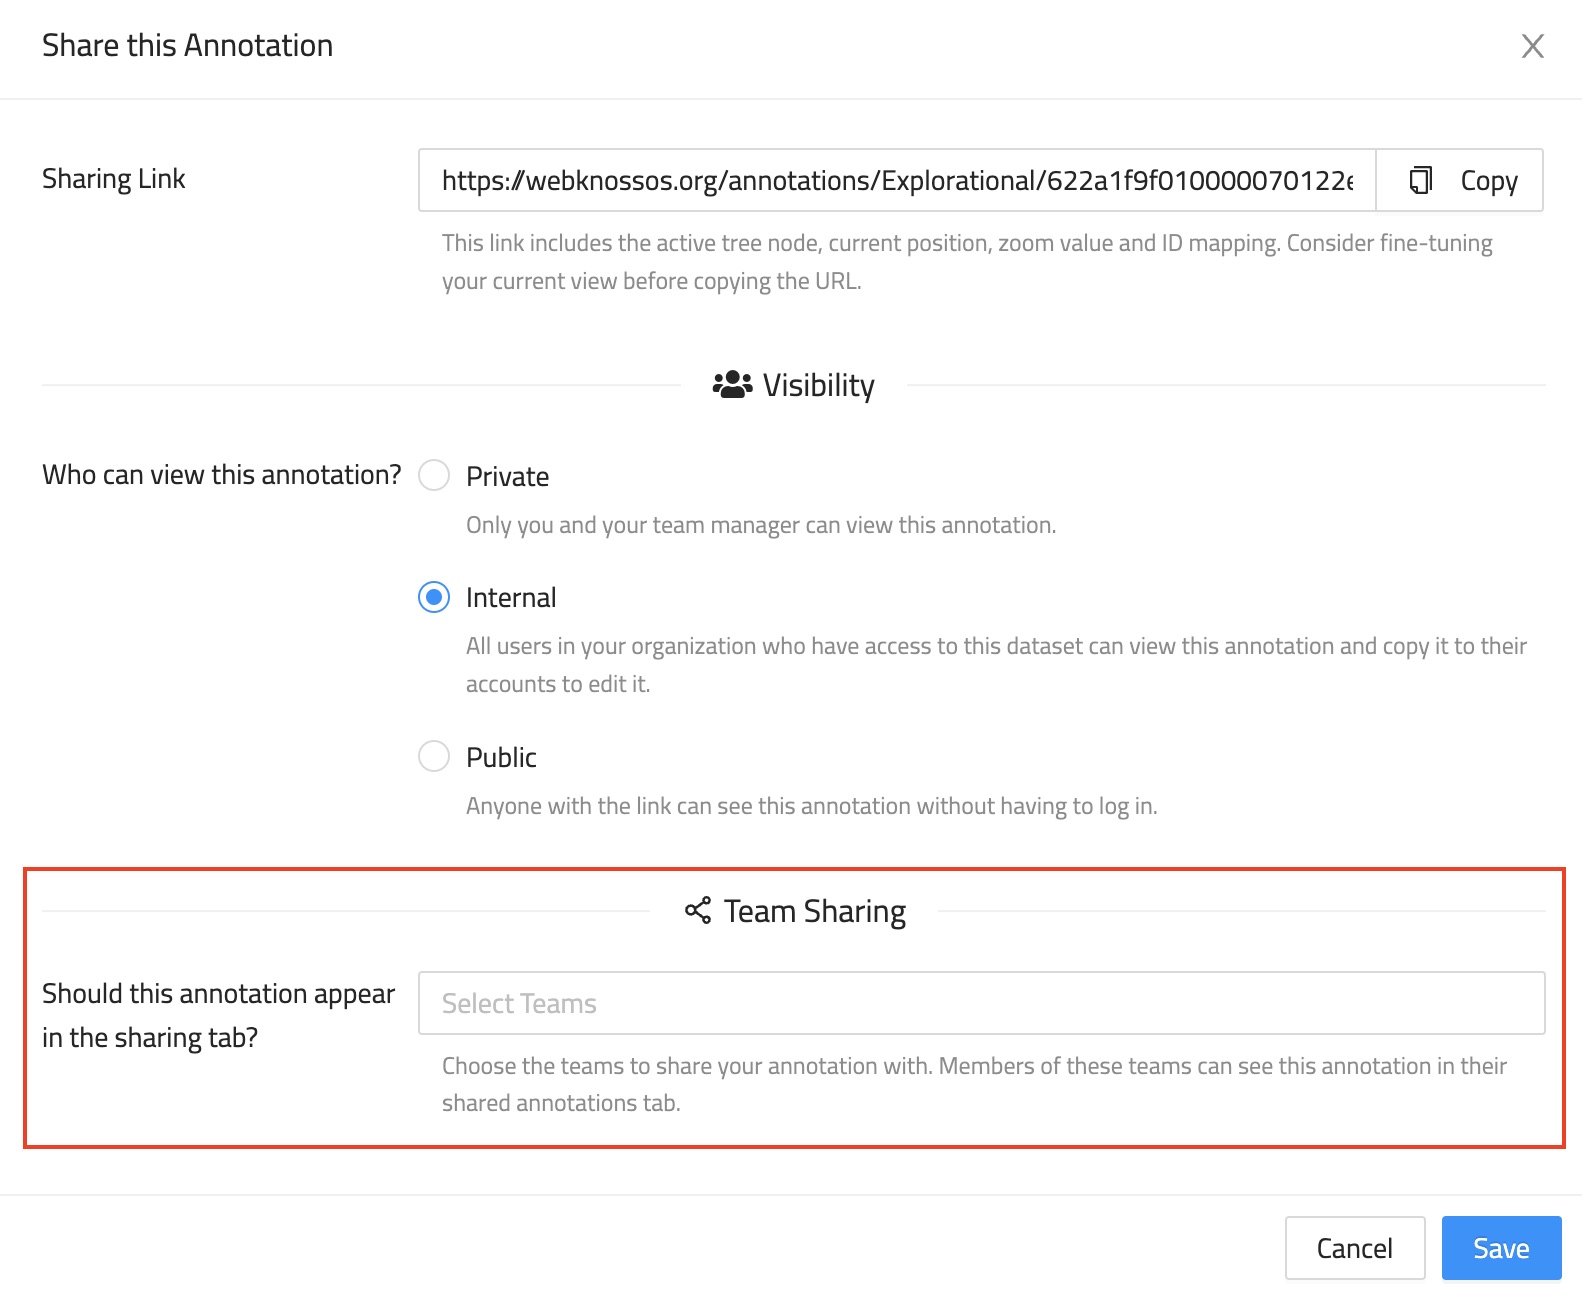 Share this Annotation
Sharing Link
https://webknossos.org/annotations/Explorational/622a1f9f010000070122e
Copy
This link includes the active tree node, current position, zoom value and ID mapping. Consider fine-tuning
your current view before copying the URL.
Visibility
Who can view this annotation?
Private
Only you and your team manager can view this annotation.
Internal
All users in your organization who have access to this dataset can view this annotation and copy it to their
accounts to edit it.
Public
Anyone with the link can see this annotation without having to log in.
Team Sharing
Should this annotation appear
in the sharing tab?
Select Teams
Choose the teams to share your annotation with. Members of these teams can see this annotation in their
shared annotations tab.
Cancel
Save